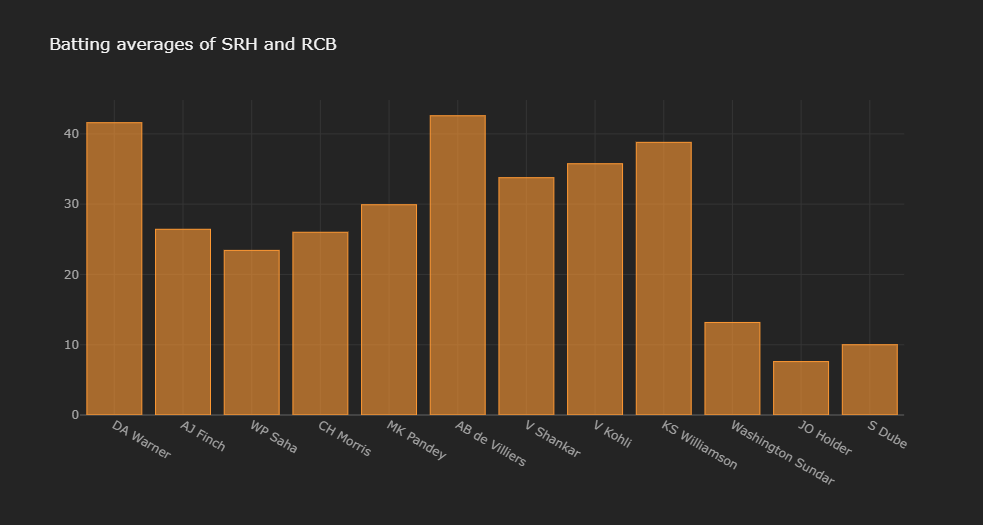 Batting averages of SRH and RCB
40
30
20
10
0
DA Warner
AJ Finch
WP Saha
CH Morris
MK Pandey
AB de Villiers
V Shankar
V Kohli
KS Williamson
Washington Sundar
JO Holder
S Dube